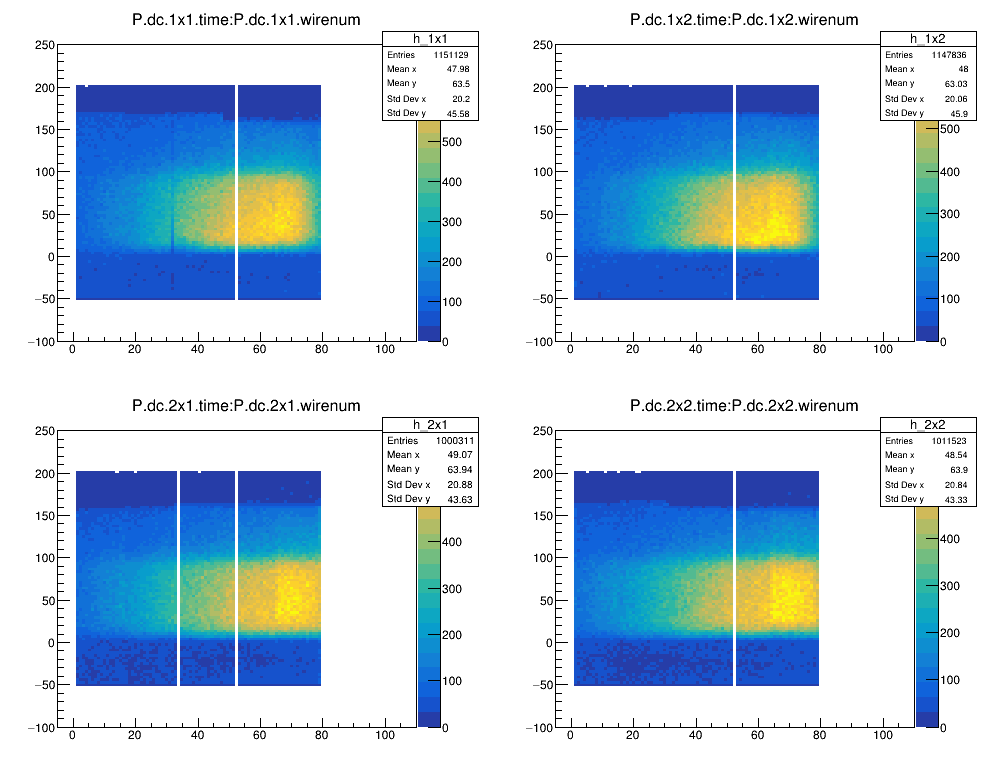 P.dc.1x1.time:P.dc.1x1.wirenum
h_1x1
Entries 1151129
Mean x 47.98
Mean y 63.5
Std Dev x 20.2
Std Dev y 45.58
250
200
150
100
50
0
−50
−100
0 20 40 60 80 100
500
400
300
200
100
0
P.dc.1x2.time:P.dc.1x2.wirenum
h_1x2
Entries 1147836
Mean x 48
Mean y 63.03
Std Dev x 20.06
Std Dev y 45.9
250
200
150
100
50
0
−50
−100
0 20 40 60 80 100
500
400
300
200
100
0
P.dc.2x1.time:P.dc.2x1.wirenum
h_2x1
Entries 1000311
Mean x 49.07
Mean y 63.94
Std Dev x 20.88
Std Dev y 43.63
250
200
150
100
50
0
−50
−100
0 20 40 60 80 100
400
300
200
100
0
P.dc.2x2.time:P.dc.2x2.wirenum
h_2x2
Entries 1011523
Mean x 48.54
Mean y 63.9
Std Dev x 20.84
Std Dev y 43.33
250
200
150
100
50
0
−50
−100
0 20 40 60 80 100
400
300
200
100
0